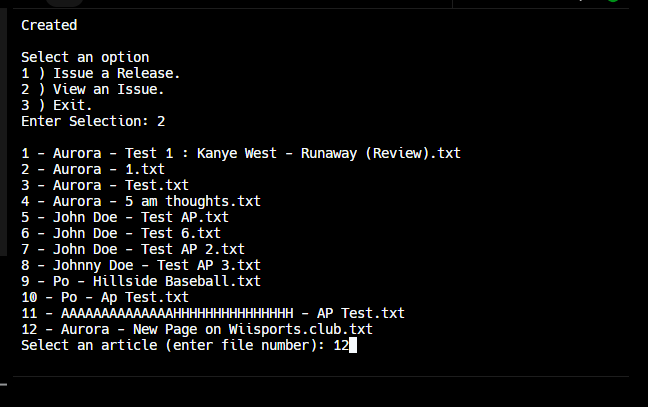 Created
Select an option
1 ) Issue a Release.
2 ) View an Issue.
3 ) Exit.
Enter Selection: 2
1 - Aurora - Test 1 : Kanye West - Runaway (Review).txt
2 - Aurora - 1.txt
3 - Aurora - Test.txt
4 - Aurora - 5 am thoughts.txt
5 - John Doe - Test AP.txt
6 - John Doe - Test 6.txt
7 - John Doe - Test AP 2.txt
8 - Johnny Doe - Test AP 3.txt
9 - Po - Hillside Baseball.txt
10 - Po - Ap Test.txt
11 - AAAAAAAAAAAAAAHHHHHHHHHHHHHHH - AP Test.txt
12 - Aurora - New Page on Wiisports.club.txt
Select an article (enter file number): 12